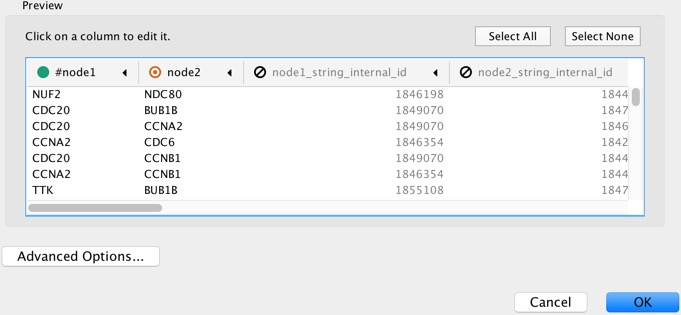 Preview
Click on a column to edit it.
Select All
Select None
#node1 node2 node1_string_internal_id node2_string_internal_id
NUF2 NDC80 1846198 1844
CDC20 BUB1B 1849070 1847
CDC20 CCNA2 1849070 1846
CCNA2 CDC6 1846354 1842
CDC20 CCNB1 1849070 1844
CCNA2 CCNB1 1846354 1844
TTK BUB1B 1855108 1847
Advanced Options...
Cancel
OK